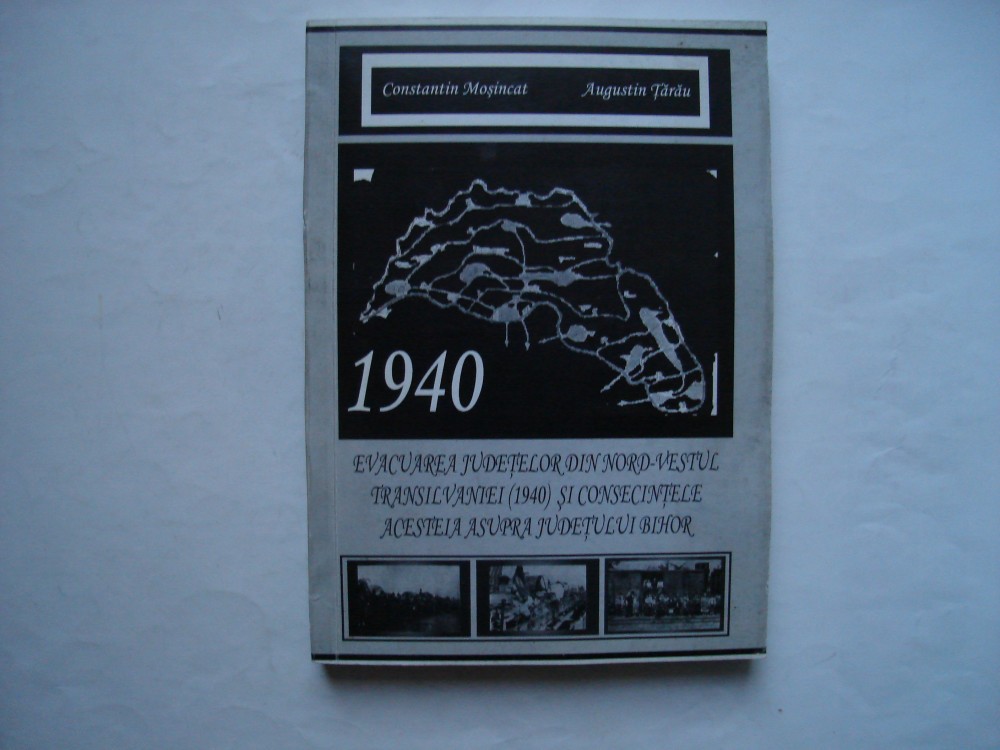 Constantin Moşincat Augustin Ţărău
1940
EVACUAREA JUDEŢELOR DIN NORD-VESTUL
TRANSILVANIEI (1940) ŞI CONSECINŢELE
ACESTEIA ASUPRA JUDEŢULUI BIHOR